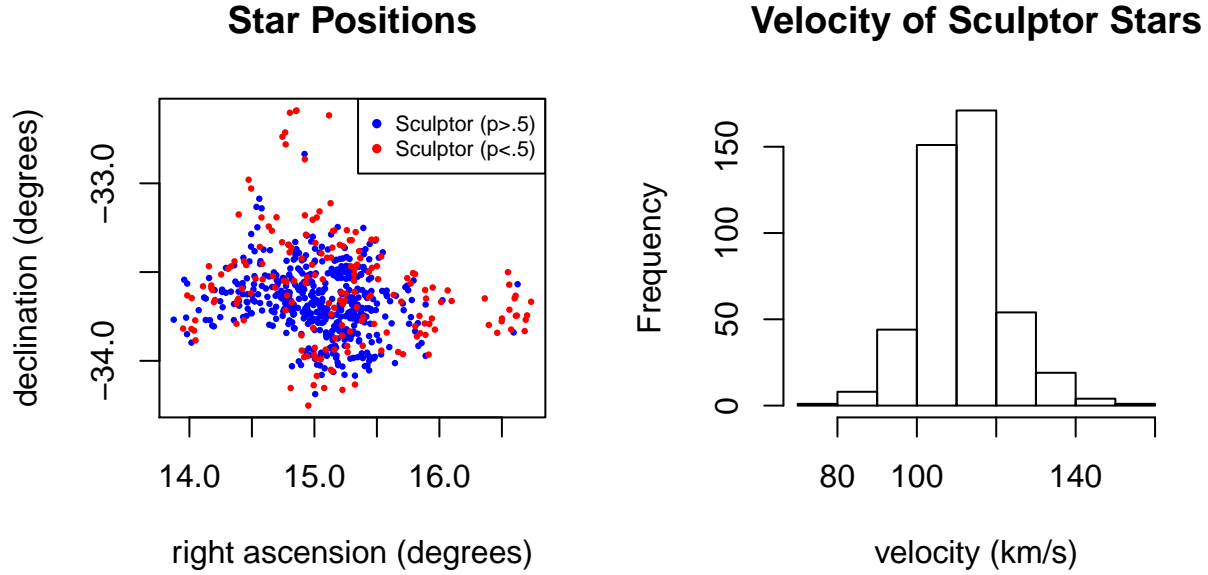 Star Positions
declination (degrees)
−33.0
−34.0
Sculptor (p>.5)
Sculptor (p<.5)
14.0 15.0 16.0
right ascension (degrees)
Velocity of Sculptor Stars
Frequency
150
100
50
0
80 100 140
velocity (km/s)